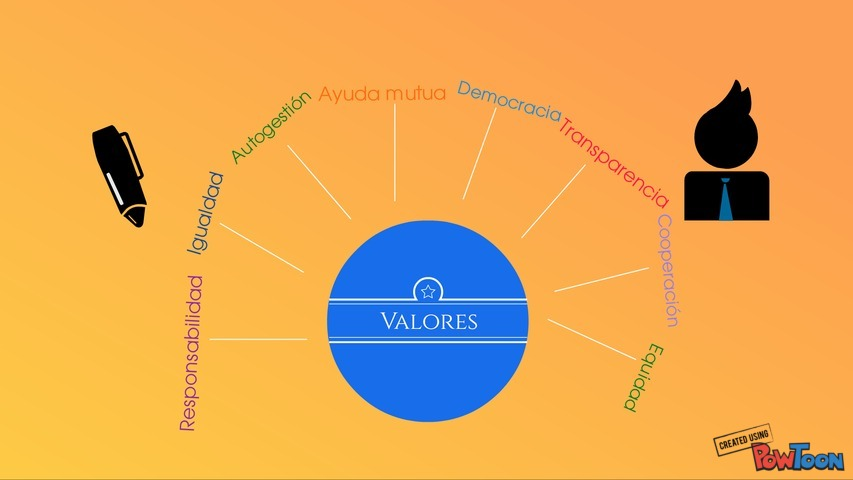 Responsabilidad
Igualdad
Autogestión
Ayuda mutua
Democracia
Transparencia
Cooperación
Equidad
VALORES
CREATED USING
POWTOON